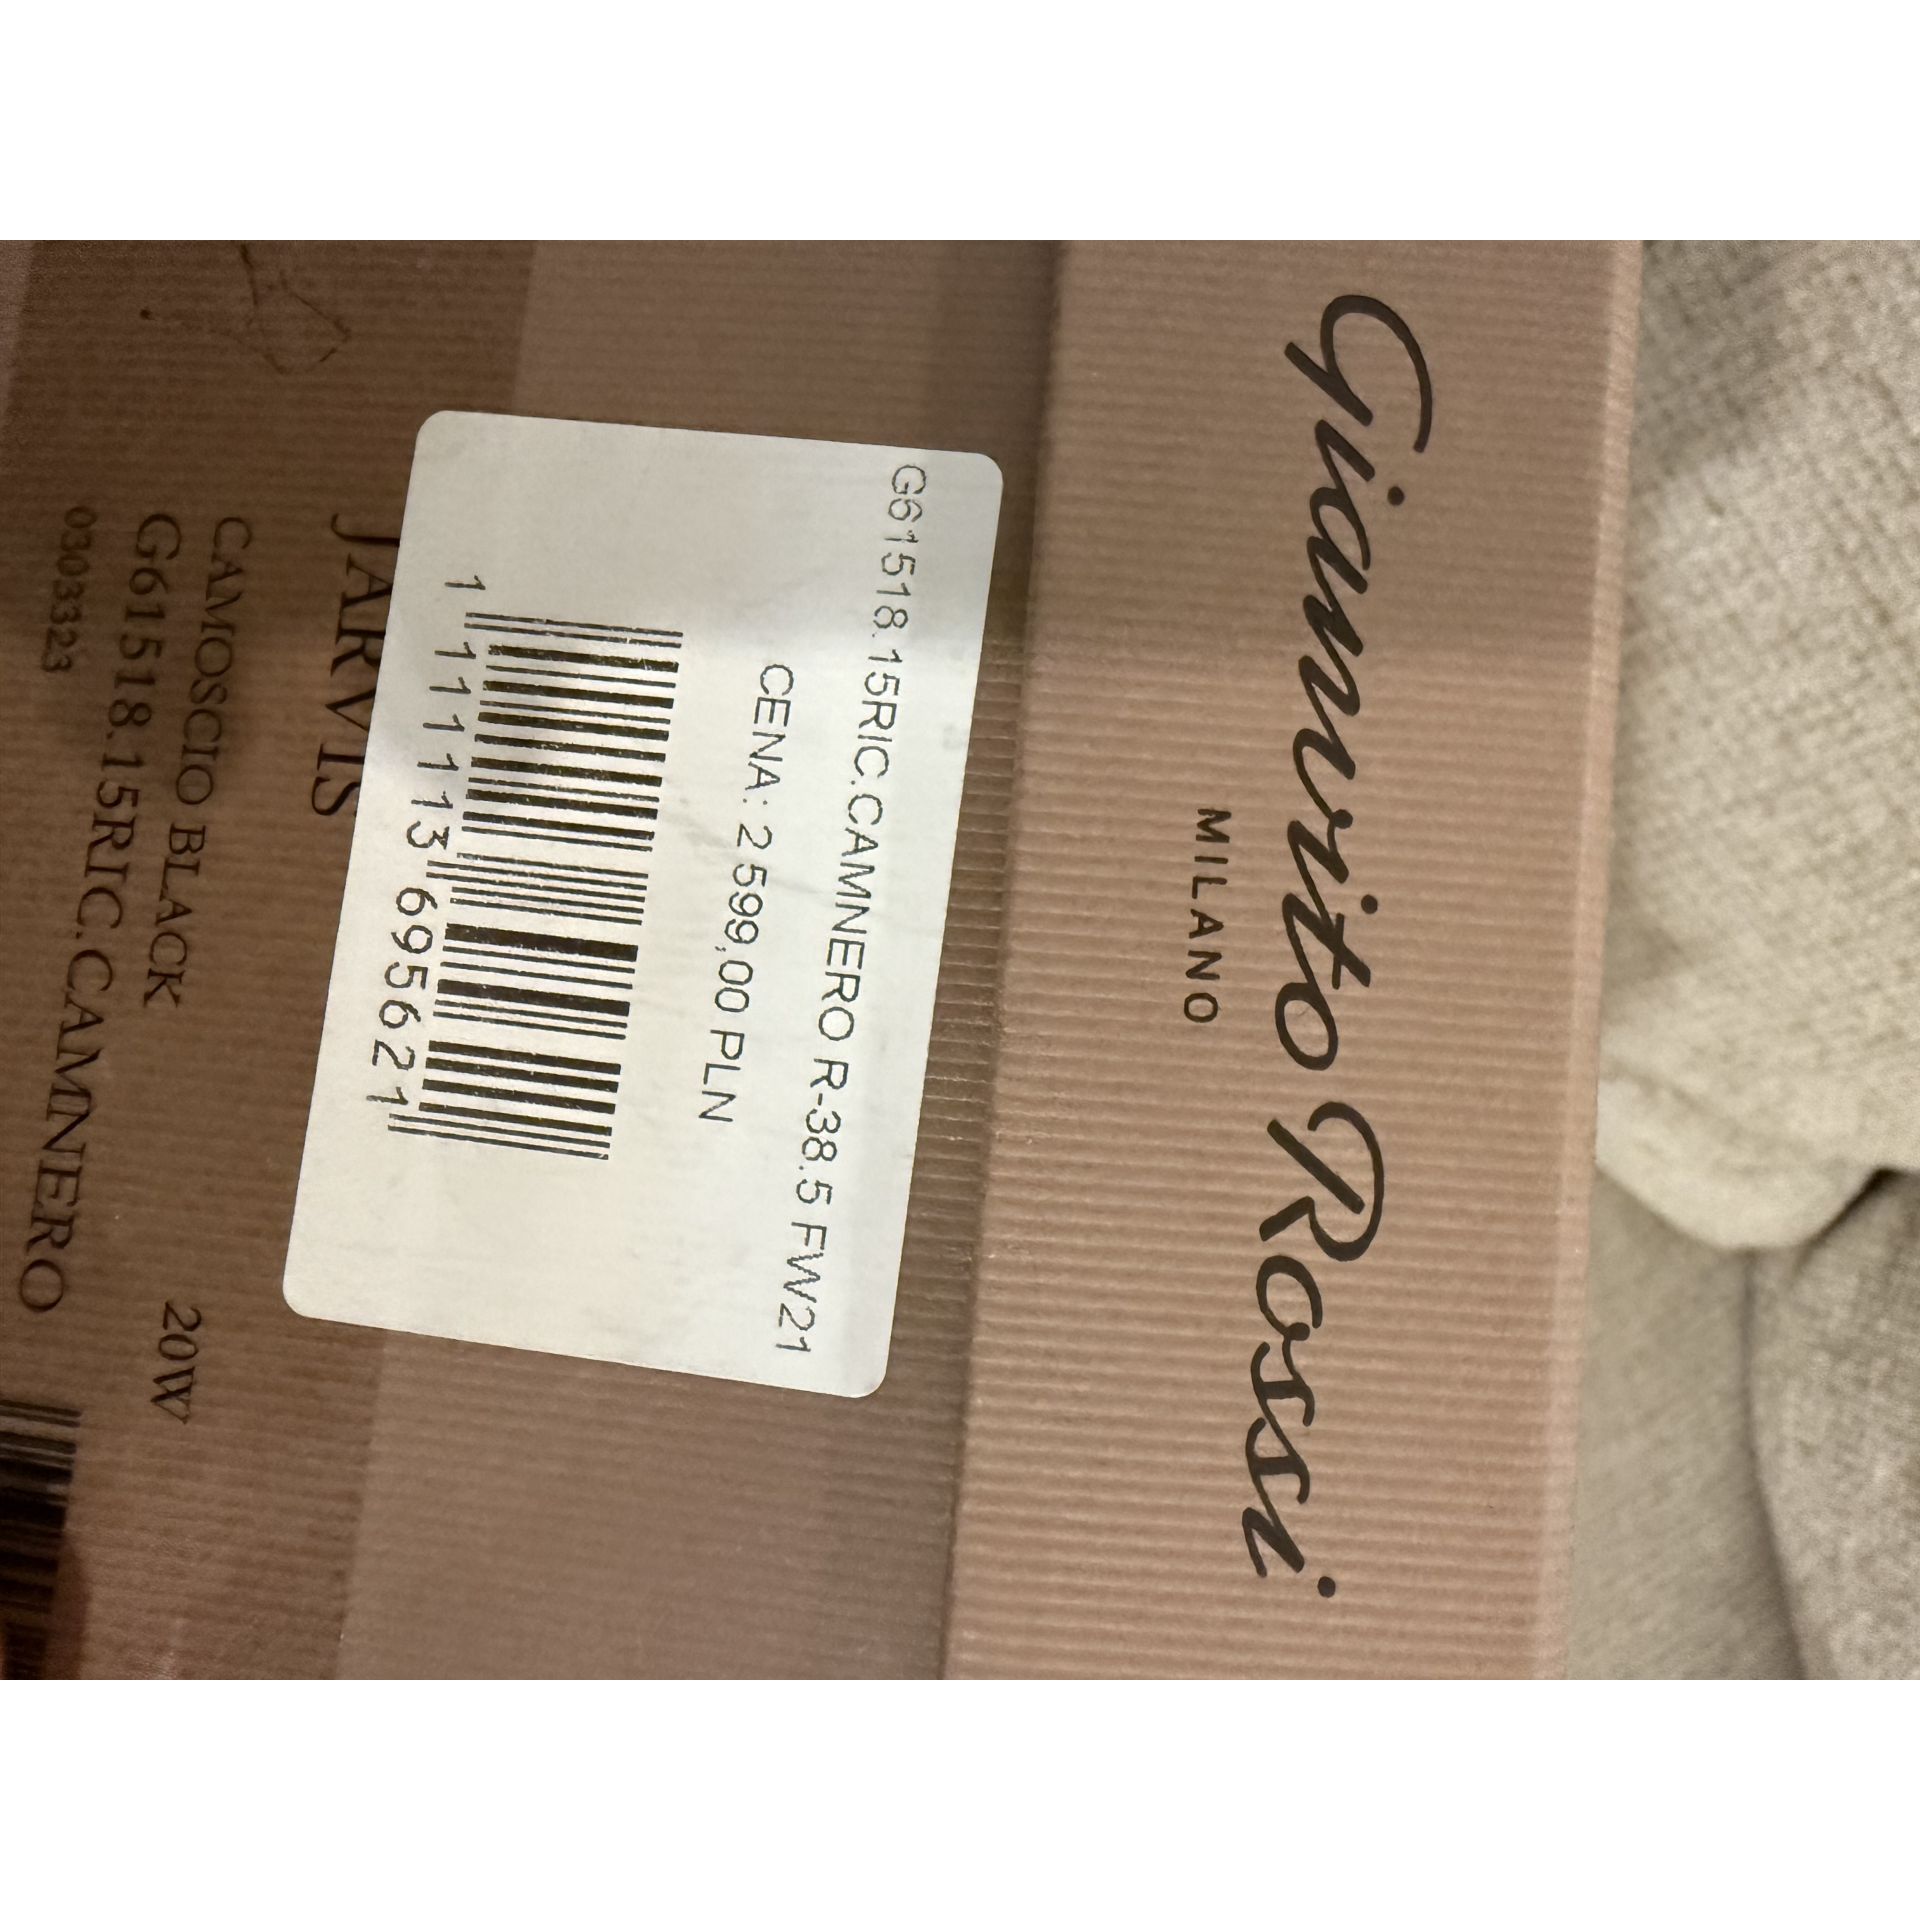 Gianvito Rossi
MILANO
G61518.15RIC.CAMNERO R-38.5 FW21
CENA: 2 599,00 PLN
1 111113 695621
JARVIS
CAMOSCIO BLACK 20W
G61518.15RIC.CAMNERO
0303323